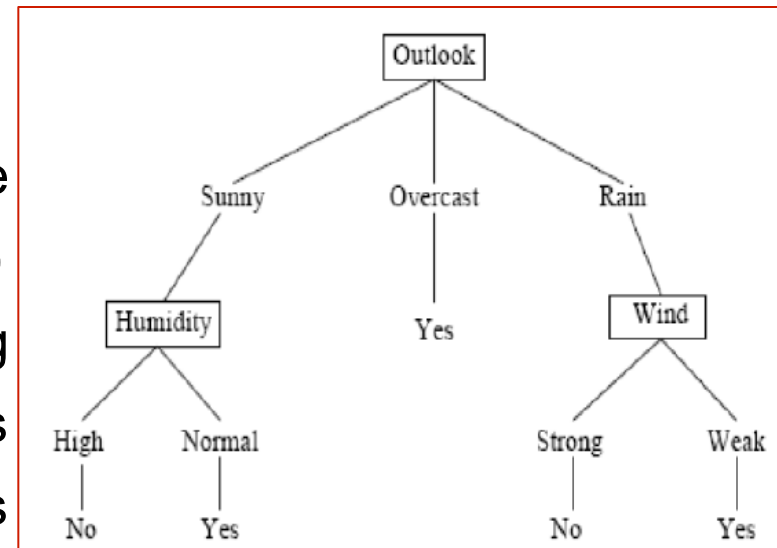 Outlook
Sunny Overcast Rain
Humidity Yes Wind
High Normal Strong Weak
No Yes No Yes